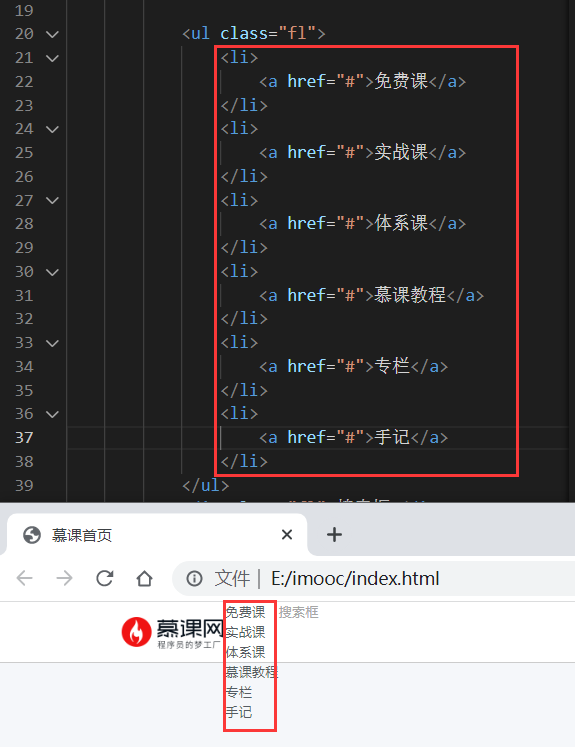 19
20 <ul class="fl">
21 <li>
22 <a href="#">免费课</a>
23 </li>
24 <li>
25 <a href="#">实战课</a>
26 </li>
27 <li>
28 <a href="#">体系课</a>
29 </li>
30 <li>
31 <a href="#">慕课教程</a>
32 </li>
33 <li>
34 <a href="#">专栏</a>
35 </li>
36 <li>
37 <a href="#">手记</a>
38 </li>
39 </ul>
慕课首页
文件 | E:/imooc/index.html
慕课网
程序员的梦工厂
免费课 搜索框
实战课
体系课
慕课教程
专栏
手记